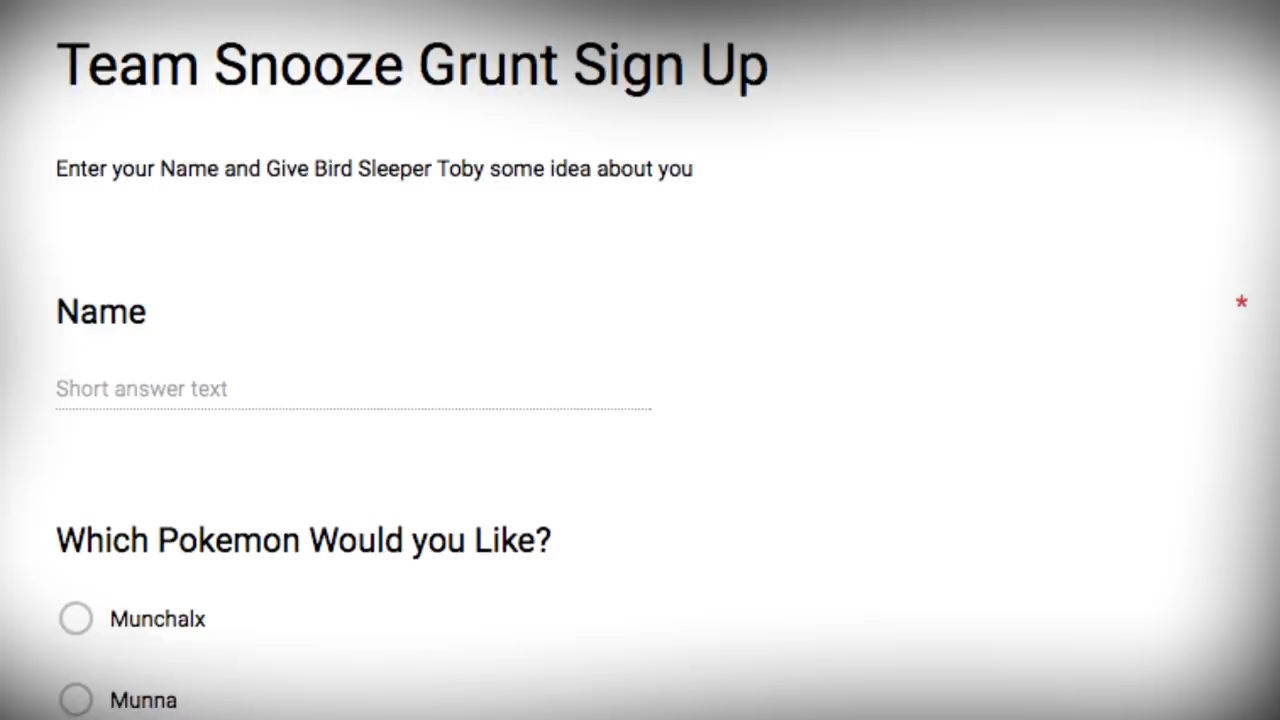 Team Snooze Grunt Sign Up
Enter your Name and Give Bird Sleeper Toby some idea about you
Name
*
Short answer text
Which Pokemon Would you Like?
Munchalx
Munna